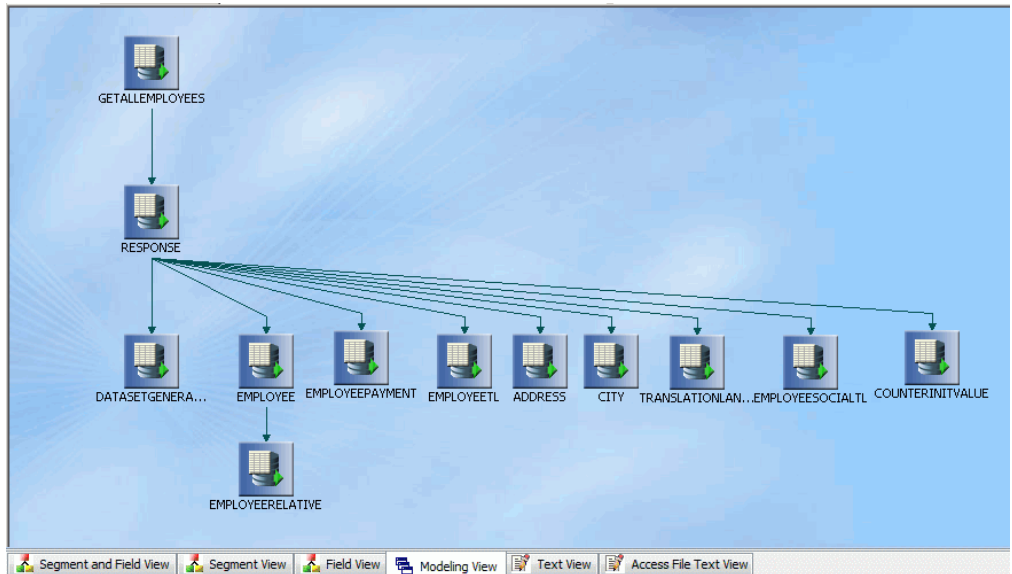 GETALLEMPLOYEES
RESPONSE
DATASETGENERA...
EMPLOYEE
EMPLOYEEPAYMENT
EMPLOYEETL
ADDRESS
CITY
TRANSLATIONLAN...
EMPLOYEESOCIALTL
COUNTERINITVALUE
EMPLOYEERELATIVE
Segment and Field View
Segment View
Field View
Modeling View
Text View
Access File Text View